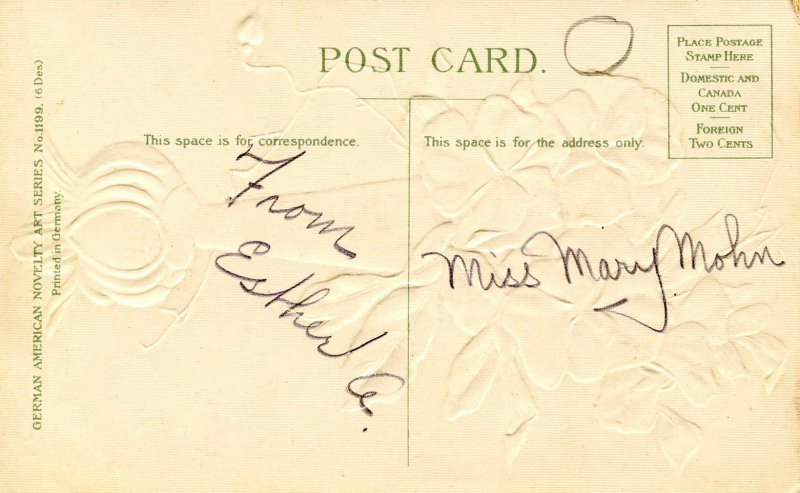 POST CARD.
PLACE POSTAGE
STAMP HERE
DOMESTIC AND
CANADA
ONE CENT
FOREIGN
TWO CENTS
This space is for correspondence.
This space is for the address only.
From
Esther C.
Miss Mary Mohn
GERMAN AMERICAN NOVELTY ART SERIES No. 1199. (6 Des.)
Printed in Germany.